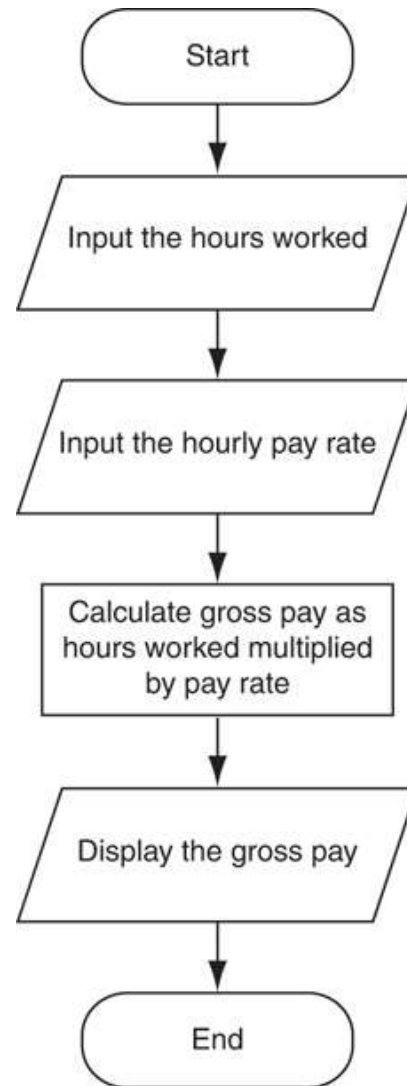 Start
Input the hours worked
Input the hourly pay rate
Calculate gross pay as
hours worked multiplied
by pay rate
Display the gross pay
End